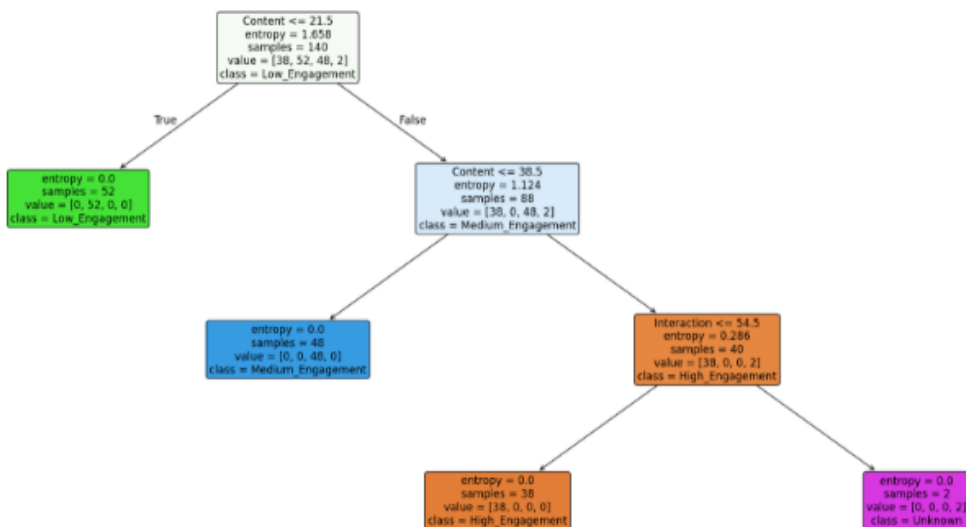 Content <= 21.5
entropy = 1.658
samples = 140
value = [38, 52, 48, 2]
class = Low_Engagement
True
False
entropy = 0.0
samples = 52
value = [0, 52, 0, 0]
class = Low_Engagement
Content <= 38.5
entropy = 1.124
samples = 88
value = [38, 0, 48, 2]
class = Medium_Engagement
entropy = 0.0
samples = 48
value = [0, 0, 48, 0]
class = Medium_Engagement
Interaction <= 54.5
entropy = 0.286
samples = 40
value = [38, 0, 0, 2]
class = High_Engagement
entropy = 0.0
samples = 38
value = [38, 0, 0, 0]
class = High_Engagement
entropy = 0.0
samples = 2
value = [0, 0, 0, 2]
class = Unknown